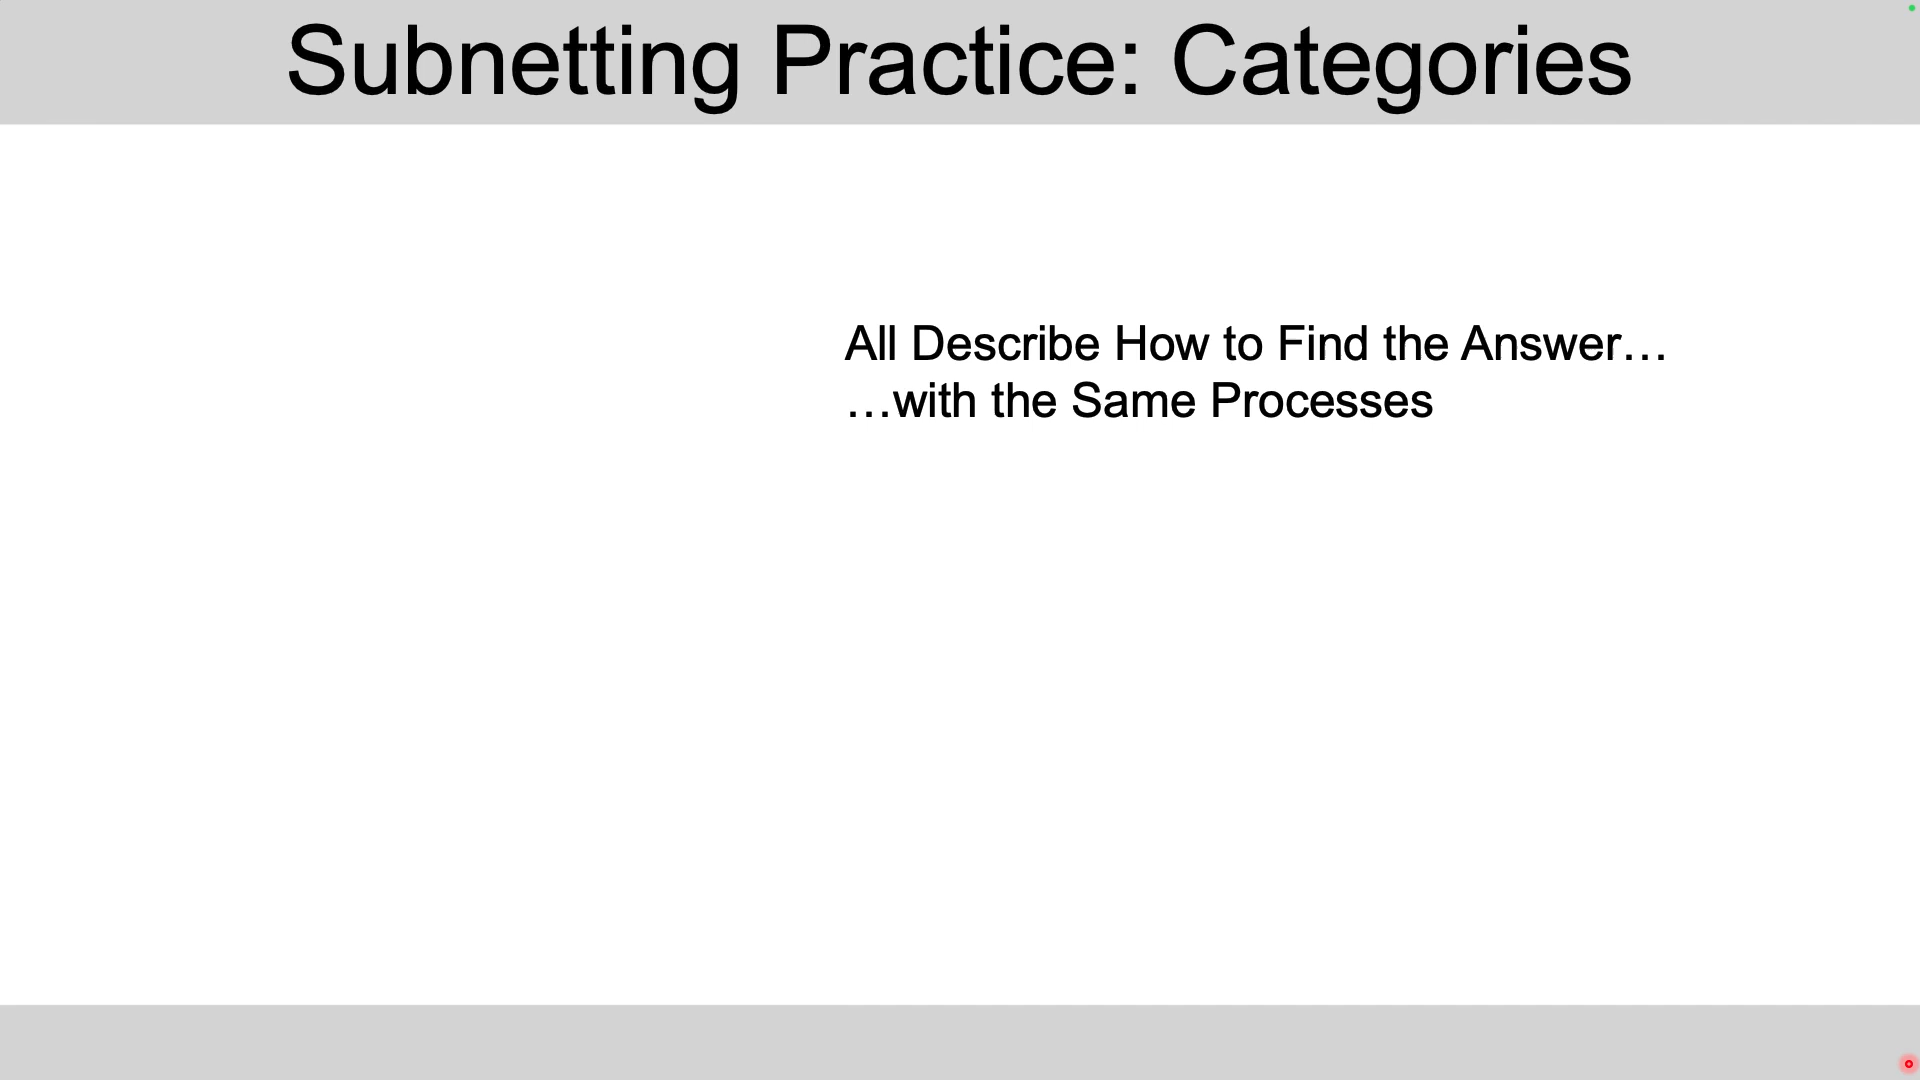 Subnetting Practice: Categories
All Describe How to Find the Answer…
…with the Same Processes